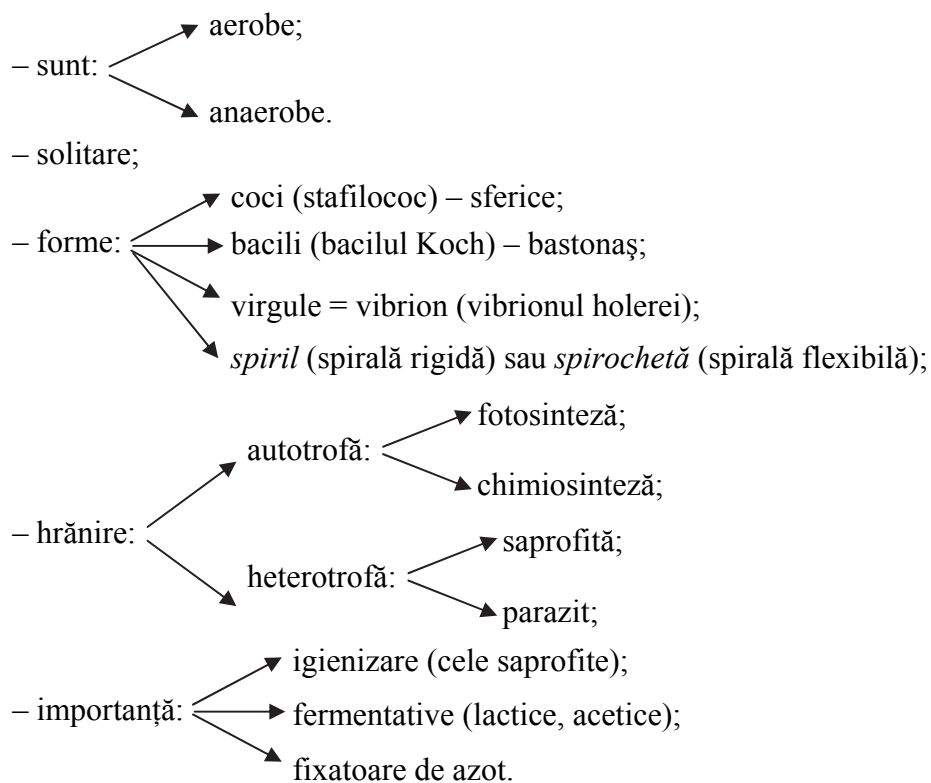 aerobe;
– sunt:
anaerobe.
– solitare;
coci (stafilococ) – sferice;
– forme:
bacili (bacilul Koch) – bastonaş;
virgule = vibrion (vibrionul holerei);
spiril (spirală rigidă) sau spirochetă (spirală flexibilă);
fotosinteză;
autotrofă:
chimiosinteză;
– hrănire:
saprofită;
heterotrofă:
parazit;
igienizare (cele saprofite);
– importanţă:
fermentative (lactice, acetice);
fixatoare de azot.